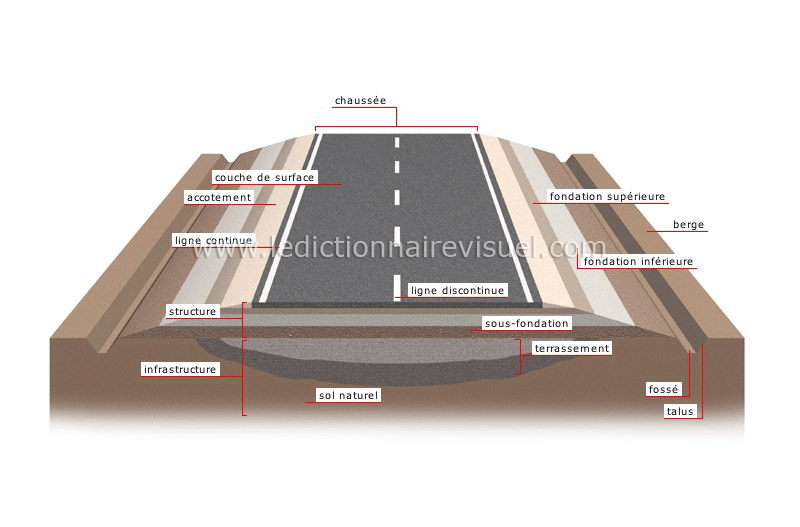 chaussée
couche de surface
accotement
fondation supérieure
berge
ligne continue
www.ledictionnairevisuel.com
fondation inférieure
ligne discontinue
structure
sous-fondation
terrassement
infrastructure
fossé
sol naturel
talus